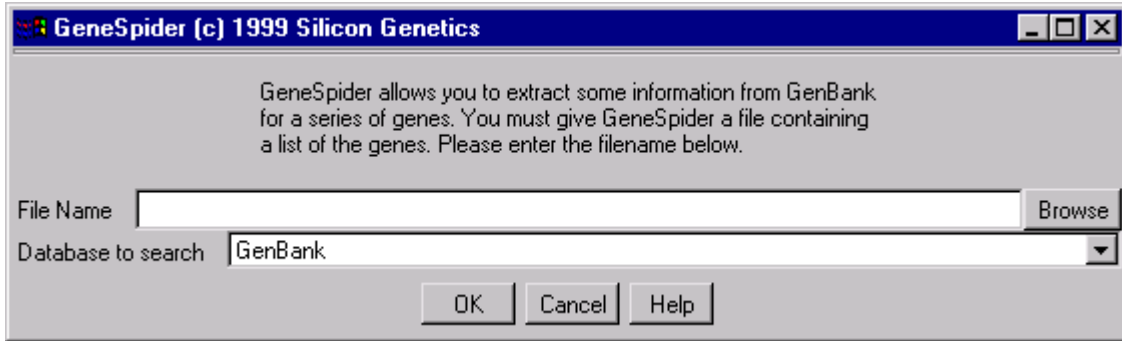 GeneSpider (c) 1999 Silicon Genetics
GeneSpider allows you to extract some information from GenBank
for a series of genes. You must give GeneSpider a file containing
a list of the genes. Please enter the filename below.
File Name Browse
Database to search GenBank
OK Cancel Help